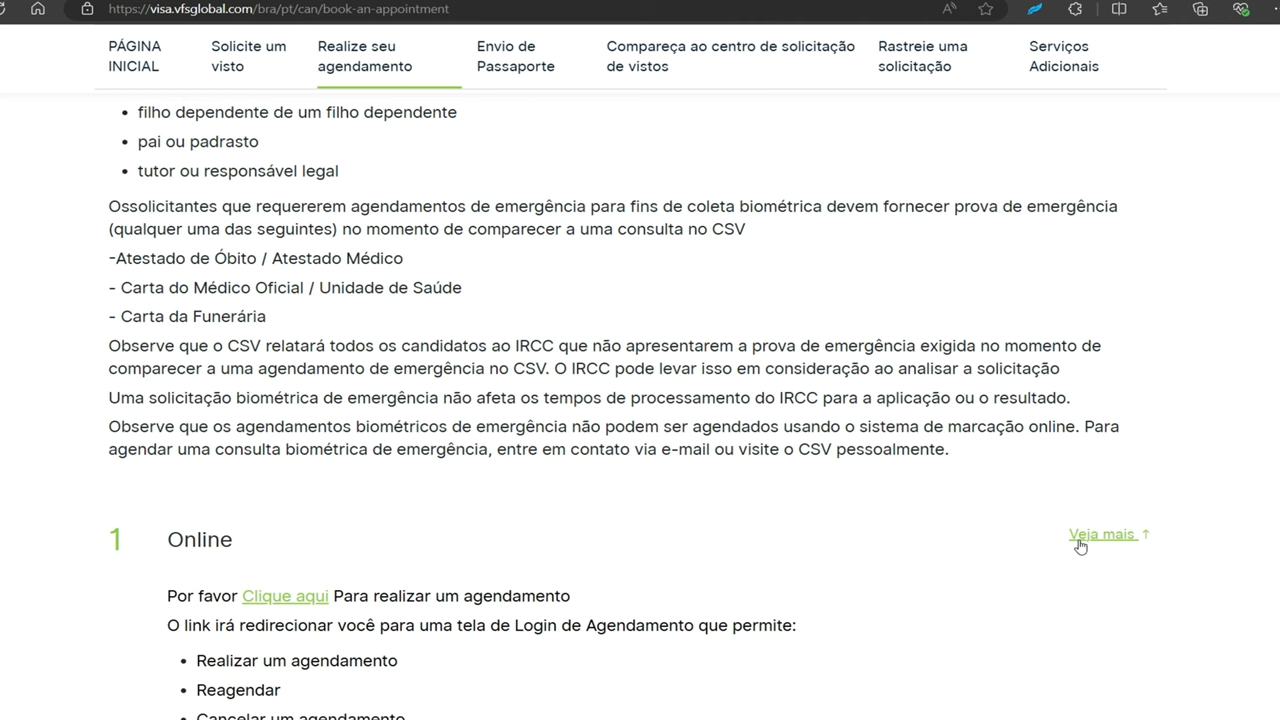 https://visa.vfsglobal.com/bra/pt/can/book-an-appointment
PÁGINA INICIAL
Solicite um visto
Realize seu agendamento
Envio de Passaporte
Compareça ao centro de solicitação de vistos
Rastreie uma solicitação
Serviços Adicionais
• filho dependente de um filho dependente
• pai ou padrasto
• tutor ou responsável legal
Ossolicitantes que requererem agendamentos de emergência para fins de coleta biométrica devem fornecer prova de emergência
(qualquer uma das seguintes) no momento de comparecer a uma consulta no CSV
-Atestado de Óbito / Atestado Médico
- Carta do Médico Oficial / Unidade de Saúde
- Carta da Funerária
Observe que o CSV relatará todos os candidatos ao IRCC que não apresentarem a prova de emergência exigida no momento de
comparecer a uma agendamento de emergência no CSV. O IRCC pode levar isso em consideração ao analisar a solicitação
Uma solicitação biométrica de emergência não afeta os tempos de processamento do IRCC para a aplicação ou o resultado.
Observe que os agendamentos biométricos de emergência não podem ser agendados usando o sistema de marcação online. Para
agendar uma consulta biométrica de emergência, entre em contato via e-mail ou visite o CSV pessoalmente.
1 Online Veja mais ↑
Por favor Clique aqui Para realizar um agendamento
O link irá redirecionar você para uma tela de Login de Agendamento que permite:
• Realizar um agendamento
• Reagendar
• Cancelar um agendamento